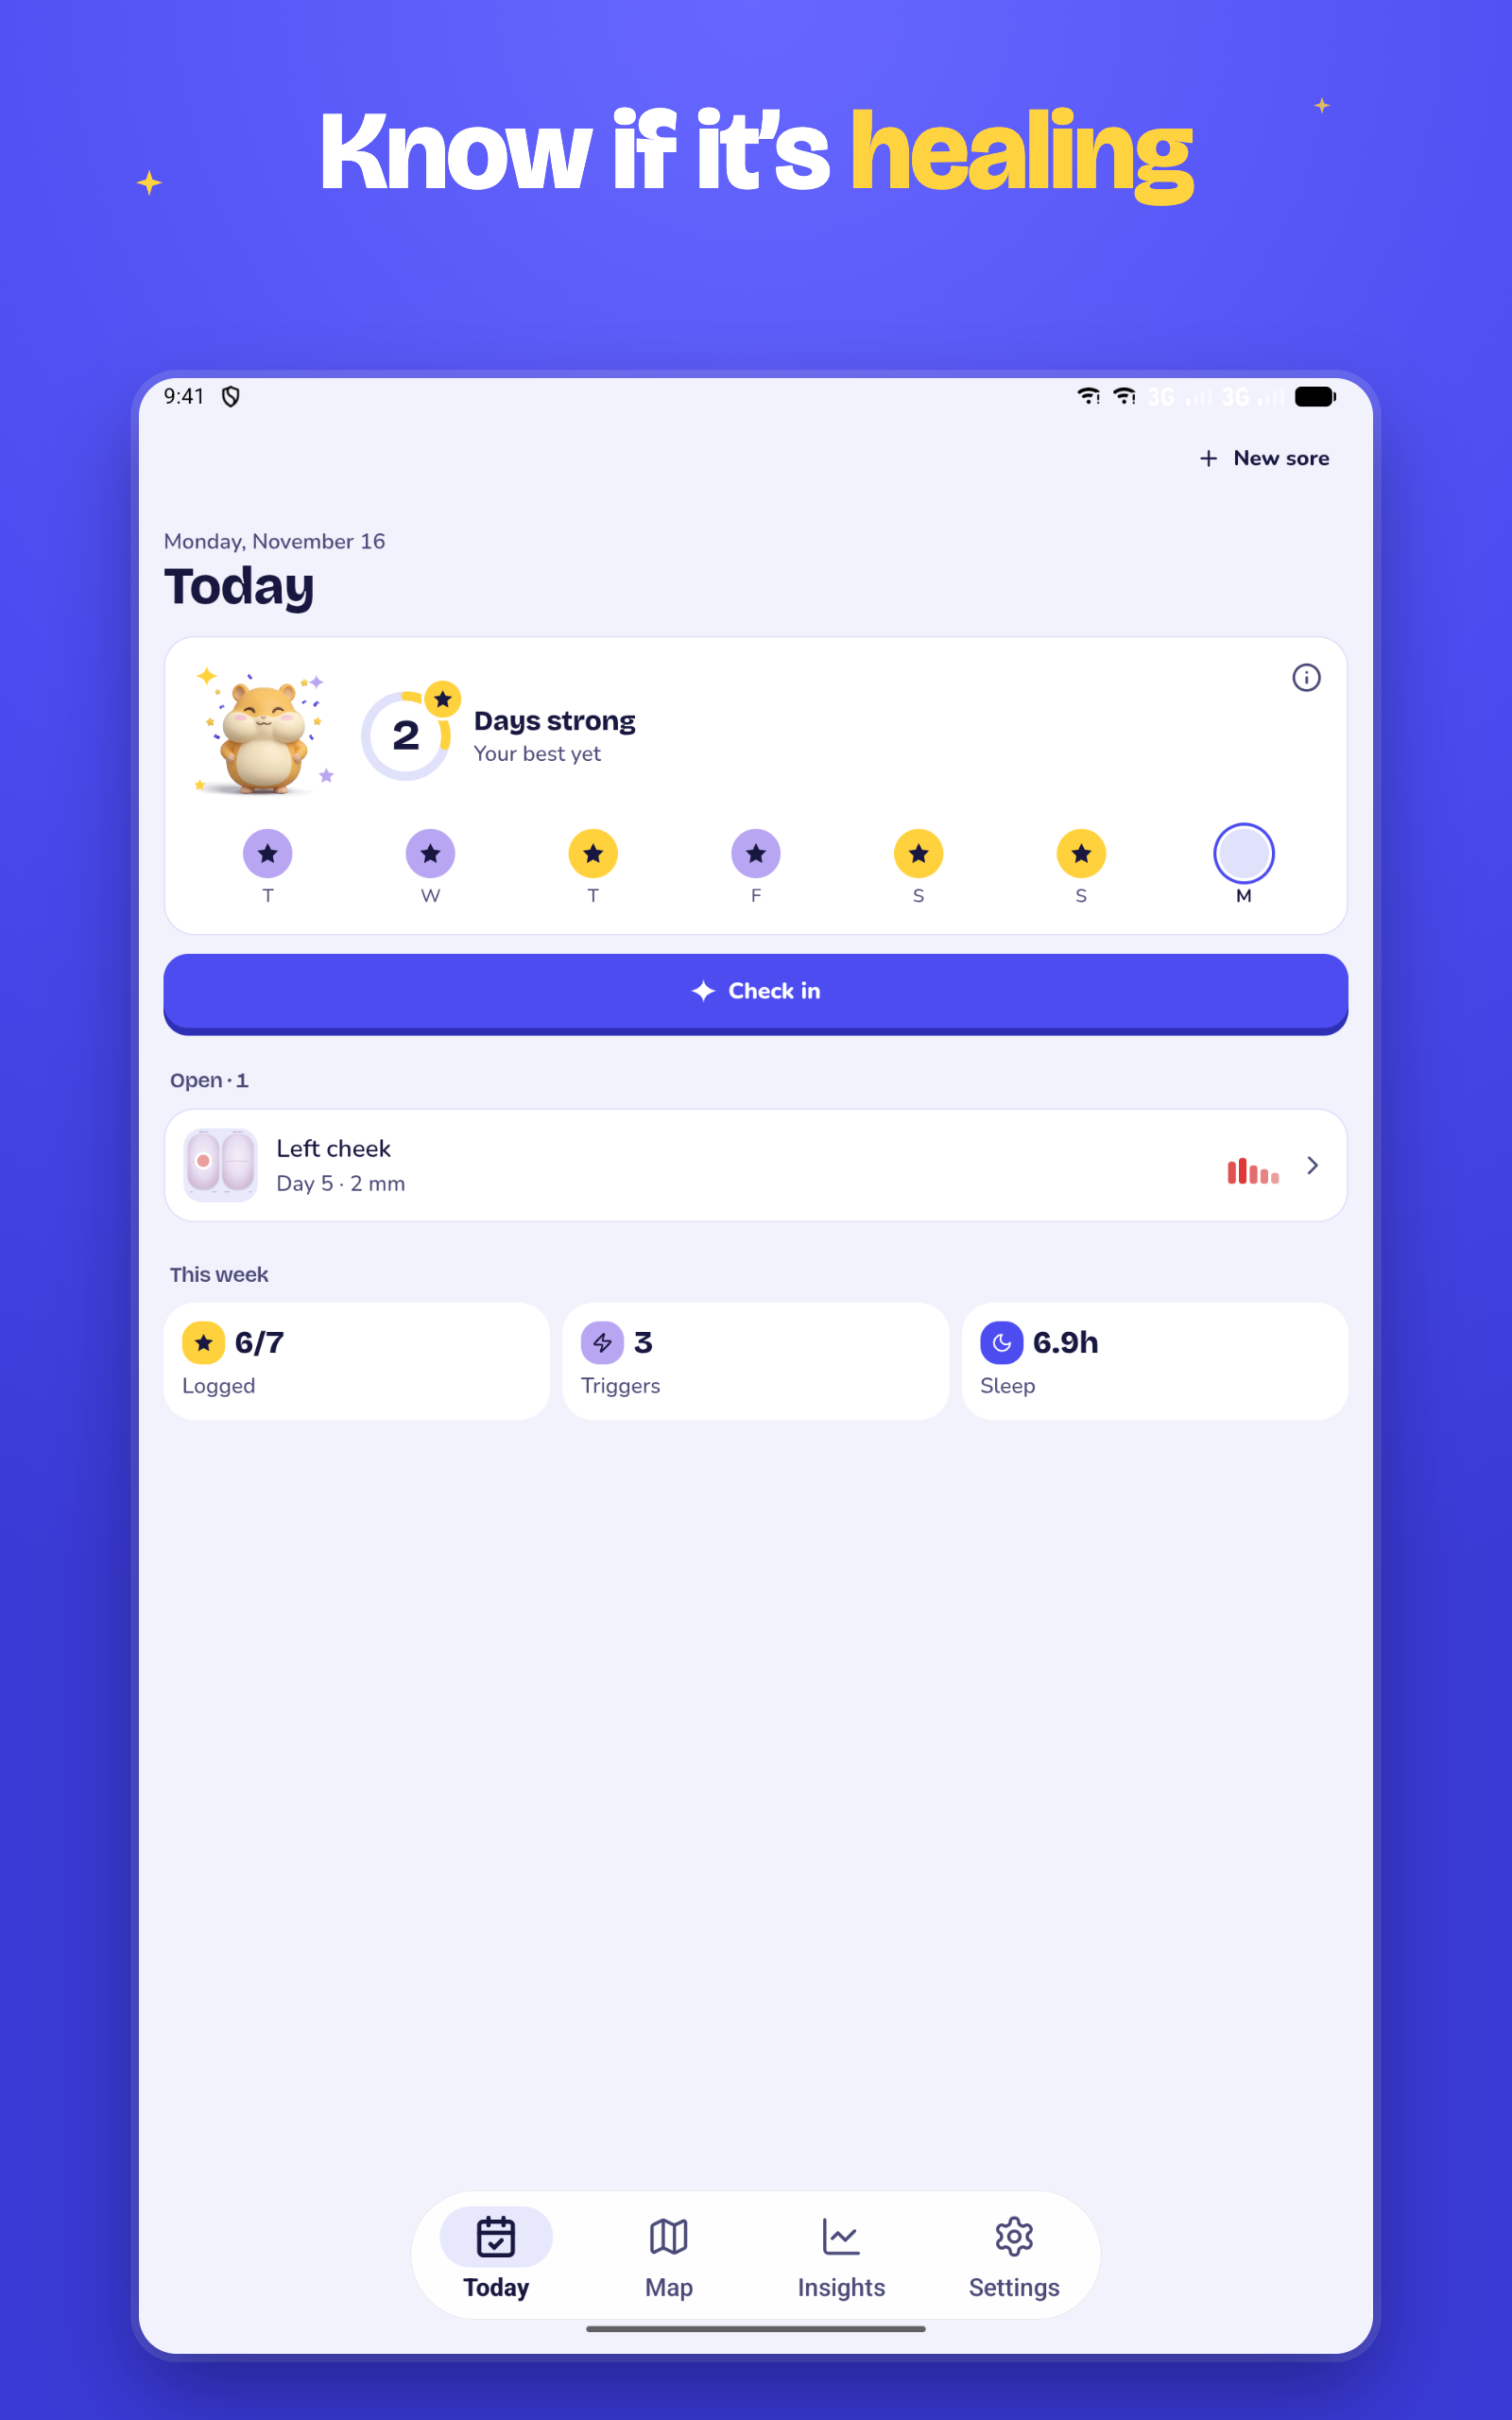 Know if it's healing
9:41
3G 3G
+ New sore
Monday, November 16
Today
2
Days strong
Your best yet
T W T F S S M
Check in
Open · 1
Left cheek
Day 5 · 2 mm
This week
6/7
Logged
3
Triggers
6.9h
Sleep
Today Map Insights Settings